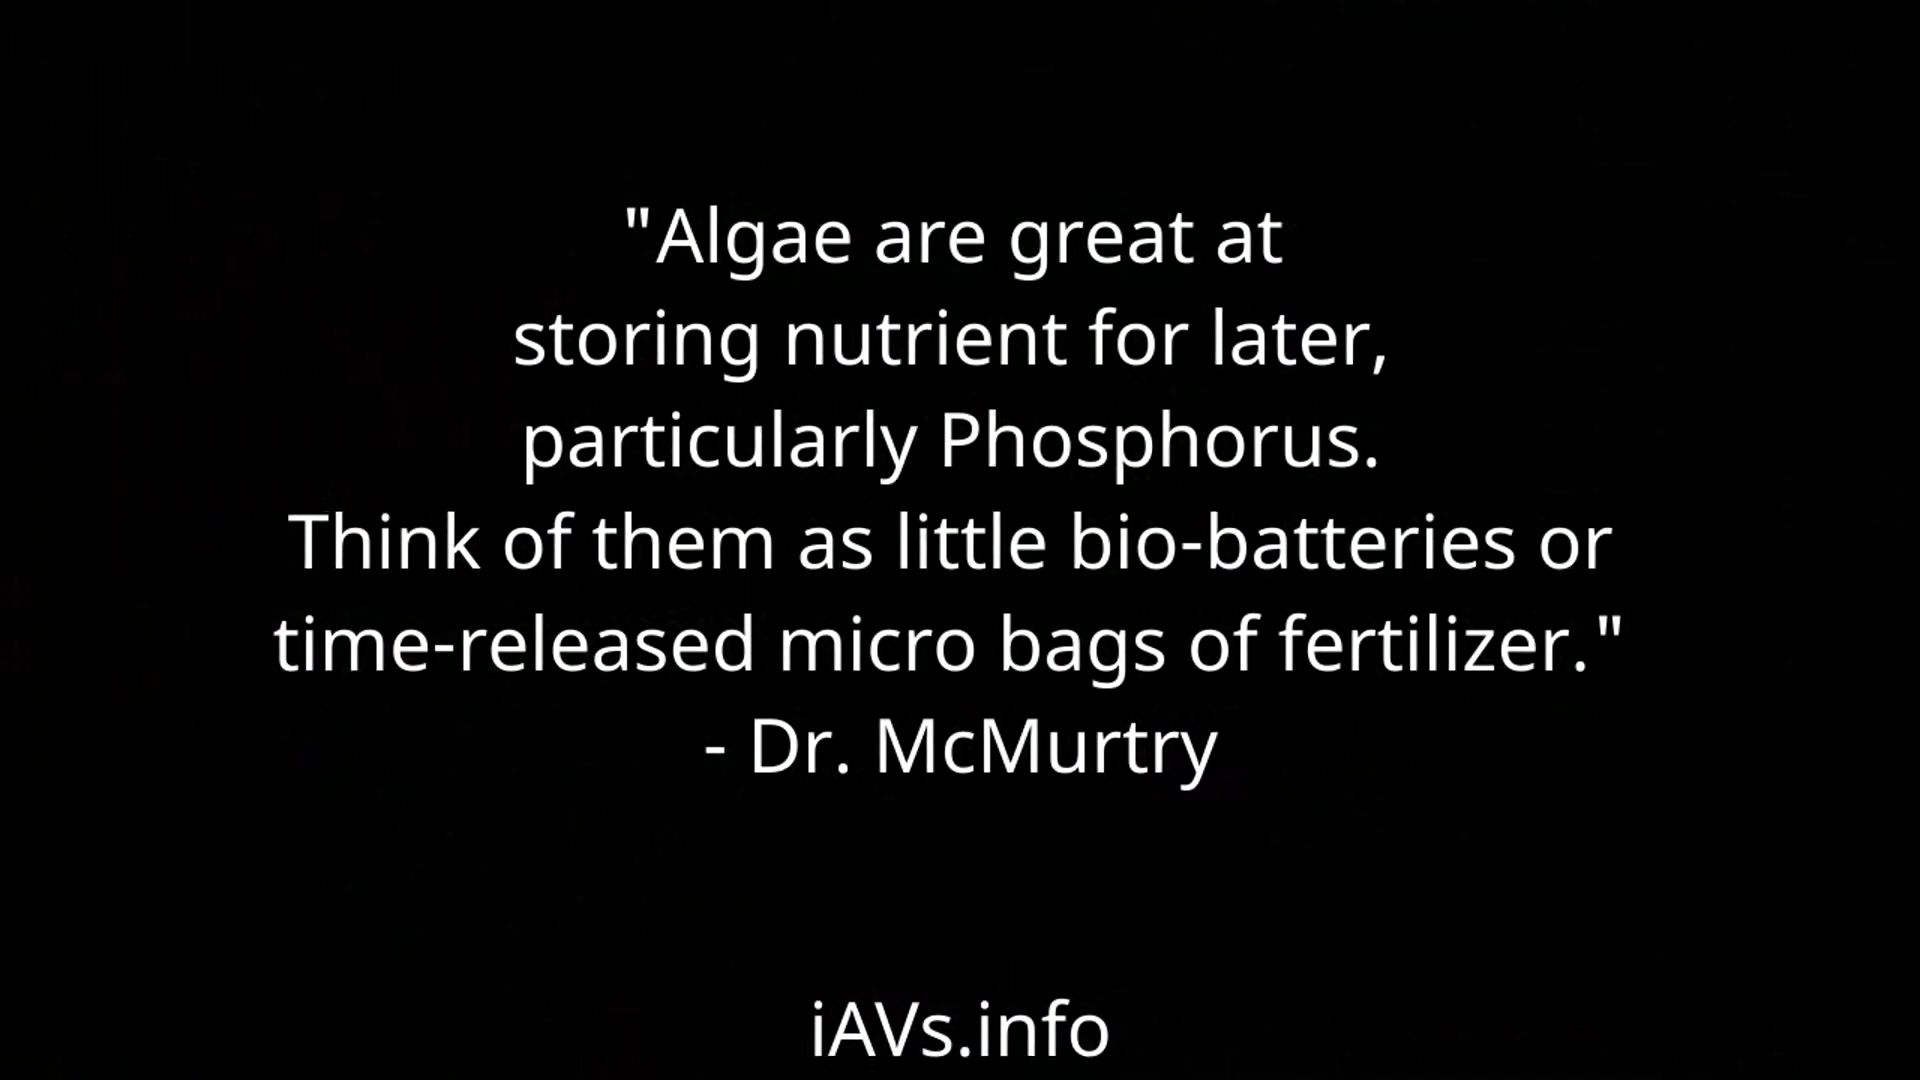 "Algae are great at
storing nutrient for later,
particularly Phosphorus.
Think of them as little bio-batteries or
time-released micro bags of fertilizer."
- Dr. McMurtry
iAVs.info